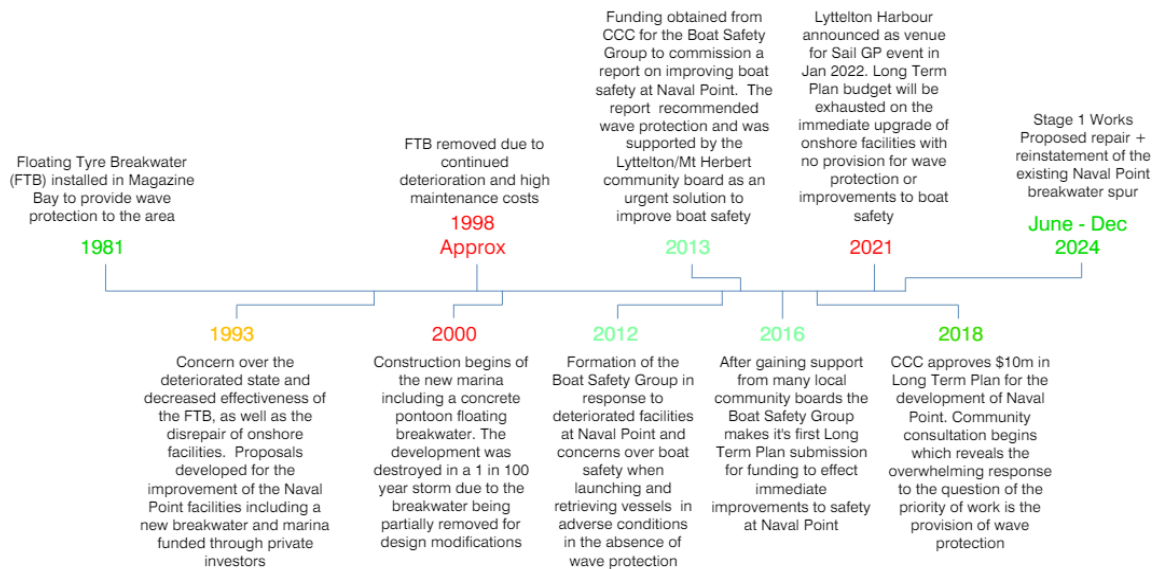 Floating Tyre Breakwater
(FTB) installed in Magazine
Bay to provide wave
protection to the area
1981
FTB removed due to
continued
deterioration and high
maintenance costs
1998
Approx
Funding obtained from
CCC for the Boat Safety
Group to commission a
report on improving boat
safety at Naval Point. The
report recommended
wave protection and was
supported by the
Lyttelton/Mt Herbert
community board as an
urgent solution to
improve boat safety
2013
Lyttelton Harbour
announced as venue
for Sail GP event in
Jan 2022. Long Term
Plan budget will be
exhausted on the
immediate upgrade of
onshore facilities with
no provision for wave
protection or
improvements to boat
safety
2021
Stage 1 Works
Proposed repair +
reinstatement of the
existing Naval Point
breakwater spur
June - Dec
2024
1993
Concern over the
deteriorated state and
decreased effectiveness
of the FTB, as well as the
disrepair of onshore
facilities. Proposals
developed for the
improvement of the Naval
Point facilities including a
new breakwater and marina
funded through private
investors
2000
Construction begins of
the new marina
including a concrete
pontoon floating
breakwater. The
development was
destroyed in a 1 in 100
year storm due to the
breakwater being
partially removed for
design modifications
2012
Formation of the
Boat Safety Group in
response to
deteriorated facilities
at Naval Point and
concerns over boat
safety when
launching and
retrieving vessels in
adverse conditions
in the absence of
wave protection
2016
After gaining support
from many local
community boards the
Boat Safety Group
makes it's first Long
Term Plan submission
for funding to effect
immediate
improvements to safety
at Naval Point
2018
CCC approves $10m in
Long Term Plan for the
development of Naval
Point. Community
consultation begins
which reveals the
overwhelming response
to the question of the
priority of work is the
provision of wave
protection